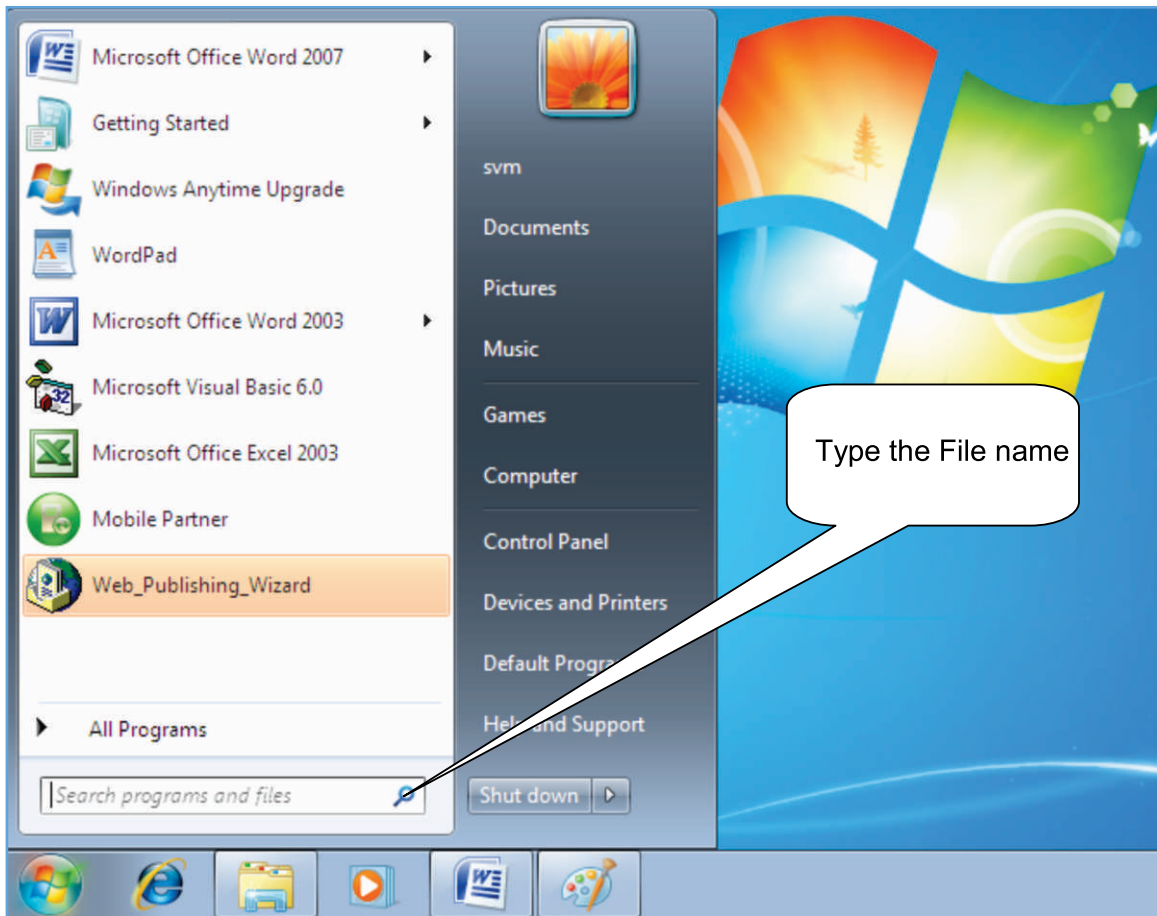 Microsoft Office Word 2007
Getting Started
Windows Anytime Upgrade
WordPad
Microsoft Office Word 2003
Microsoft Visual Basic 6.0
Microsoft Office Excel 2003
Mobile Partner
Web_Publishing_Wizard
All Programs
Search programs and files
svm
Documents
Pictures
Music
Games
Computer
Control Panel
Devices and Printers
Default Progra
Help and Support
Shut down
Type the File name